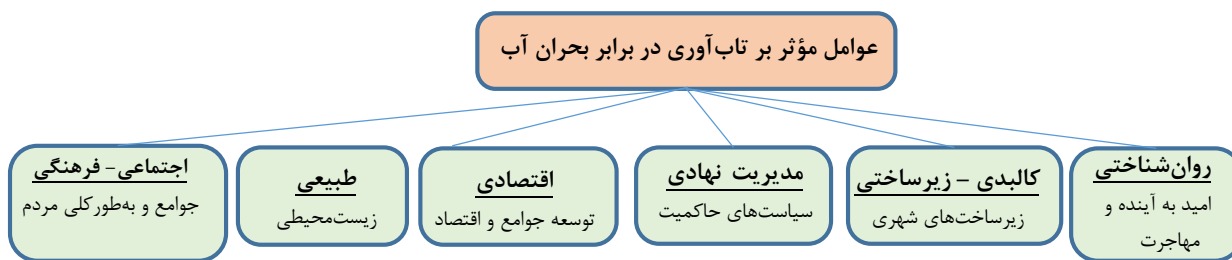 عوامل مؤثر بر تاب‌آوری در برابر بحران آب
روان‌شناختی
امید به آینده و
مهاجرت
کالبدی – زیرساختی
زیرساخت‌های شهری
مدیریت نهادی
سیاست‌های حاکمیت
اقتصادی
توسعه جوامع و اقتصاد
طبیعی
زیست‌محیطی
اجتماعی- فرهنگی
جوامع و به‌طورکلی مردم